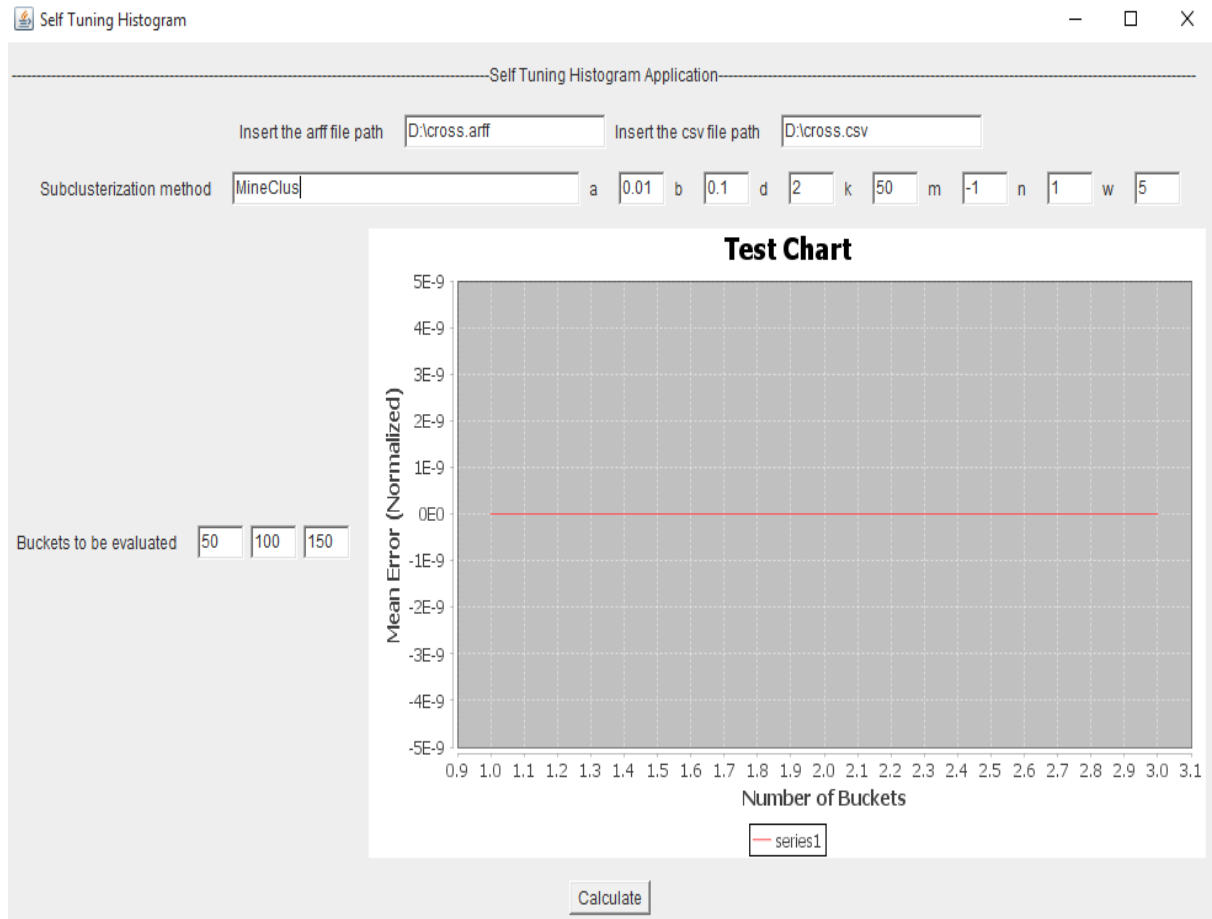 Self Tuning Histogram
Self Tuning Histogram Application
Insert the arff file path D:\cross.arff Insert the csv file path D:\cross.csv
Subclusterization method MineClus a 0.01 b 0.1 d 2 k 50 m -1 n 1 w 5
Test Chart
5E-9
4E-9
3E-9
2E-9
1E-9
0E0
-1E-9
-2E-9
-3E-9
-4E-9
-5E-9
Mean Error (Normalized)
Buckets to be evaluated 50 100 150
0.9 1.0 1.1 1.2 1.3 1.4 1.5 1.6 1.7 1.8 1.9 2.0 2.1 2.2 2.3 2.4 2.5 2.6 2.7 2.8 2.9 3.0 3.1
Number of Buckets
series1
Calculate